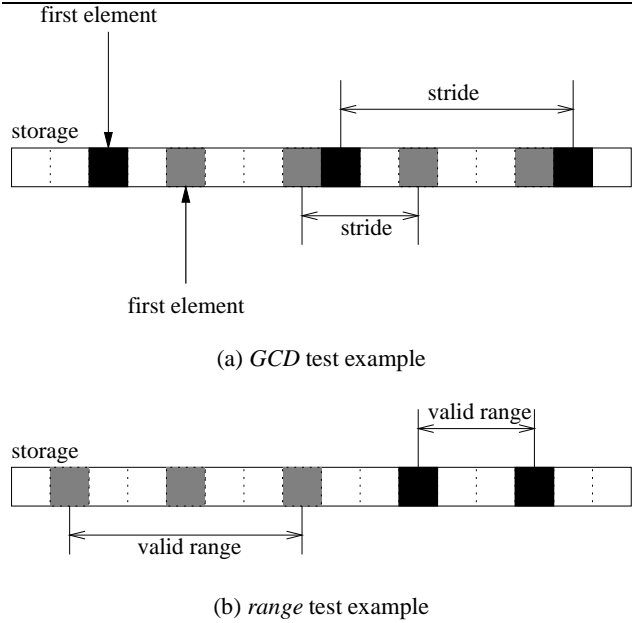 first element
stride
storage
stride
first element
(a) GCD test example
valid range
storage
valid range
(b) range test example